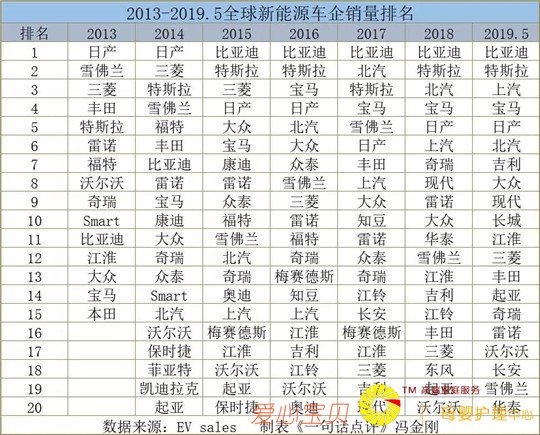 2013-2019.5全球新能源车企销量排名
排名 2013 2014 2015 2016 2017 2018 2019.5
1 日产 日产 比亚迪 比亚迪 比亚迪 比亚迪 比亚迪
2 雪佛兰 三菱 特斯拉 特斯拉 北汽 特斯拉 特斯拉
3 三菱 特斯拉 三菱 宝马 特斯拉 北汽 上汽
4 丰田 雪佛兰 日产 日产 宝马 宝马 宝马
5 特斯拉 福特 大众 北汽 雪佛兰 日产 日产
6 雷诺 丰田 宝马 大众 日产 上汽 北汽
7 福特 比亚迪 康迪 众泰 丰田 奇瑞 吉利
8 沃尔沃 雷诺 雷诺 雪佛兰 上汽 现代 大众
9 奇瑞 宝马 众泰 三菱 大众 雷诺 现代
10 Smart 康迪 福特 雷诺 知豆 大众 长城
11 比亚迪 大众 雪佛兰 福特 雷诺 华泰 江淮
12 江淮 奇瑞 北汽 奇瑞 众泰 雪佛兰 三菱
13 大众 众泰 奇瑞 梅赛德斯 奇瑞 江淮 丰田
14 宝马 Smart 奥迪 知豆 江铃 吉利 起亚
15 本田 北汽 上汽 上汽 长安 江铃 奇瑞
16 沃尔沃 梅赛德斯 江淮 梅赛德斯 丰田 雷诺
17 保时捷 江淮 吉利 江淮 三菱 沃尔沃
18 菲亚特 沃尔沃 江铃 三菱 东风 长安
19 凯迪拉克 起亚 沃尔沃 吉利 起亚 雪佛兰
20 起亚 保时捷 奥迪 现代 沃尔沃 华泰
数据来源：EV sales 制表《一句话点评》冯金刚
爱心宝贝
TM 高端家庭服务
母婴护理中心